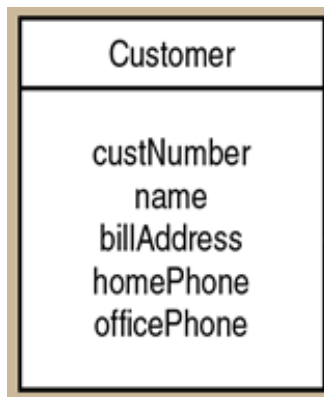 Customer
custNumber
name
billAddress
homePhone
officePhone